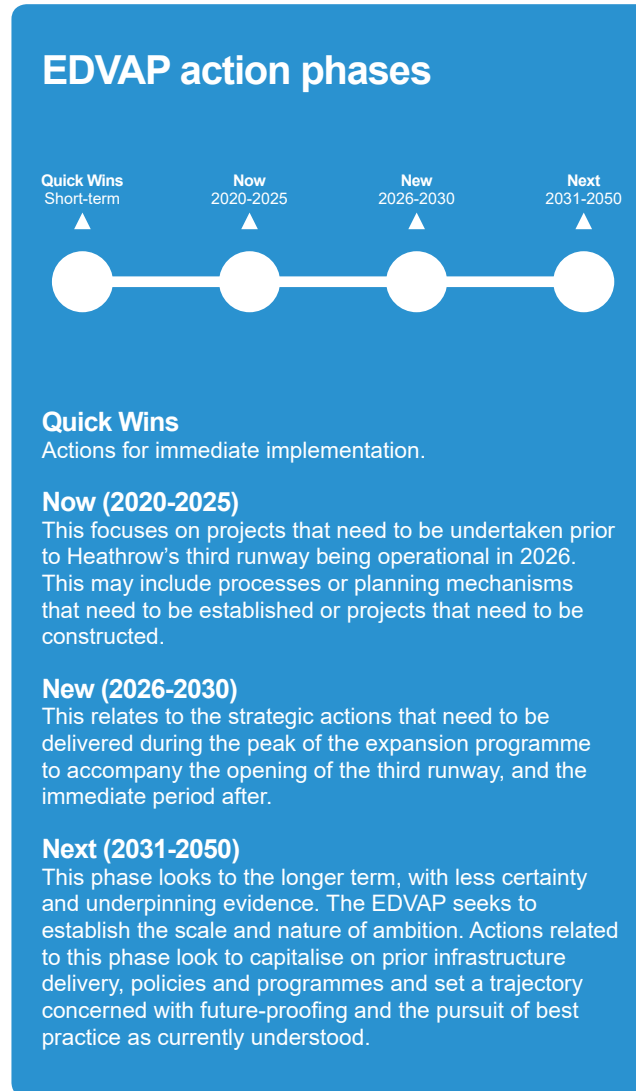 EDVAP action phases
Quick Wins
Short-term
Now
2020-2025
New
2026-2030
Next
2031-2050
Quick Wins
Actions for immediate implementation.
Now (2020-2025)
This focuses on projects that need to be undertaken prior
to Heathrow’s third runway being operational in 2026.
This may include processes or planning mechanisms
that need to be established or projects that need to be
constructed.
New (2026-2030)
This relates to the strategic actions that need to be
delivered during the peak of the expansion programme
to accompany the opening of the third runway, and the
immediate period after.
Next (2031-2050)
This phase looks to the longer term, with less certainty
and underpinning evidence. The EDVAP seeks to
establish the scale and nature of ambition. Actions related
to this phase look to capitalise on prior infrastructure
delivery, policies and programmes and set a trajectory
concerned with future-proofing and the pursuit of best
practice as currently understood.